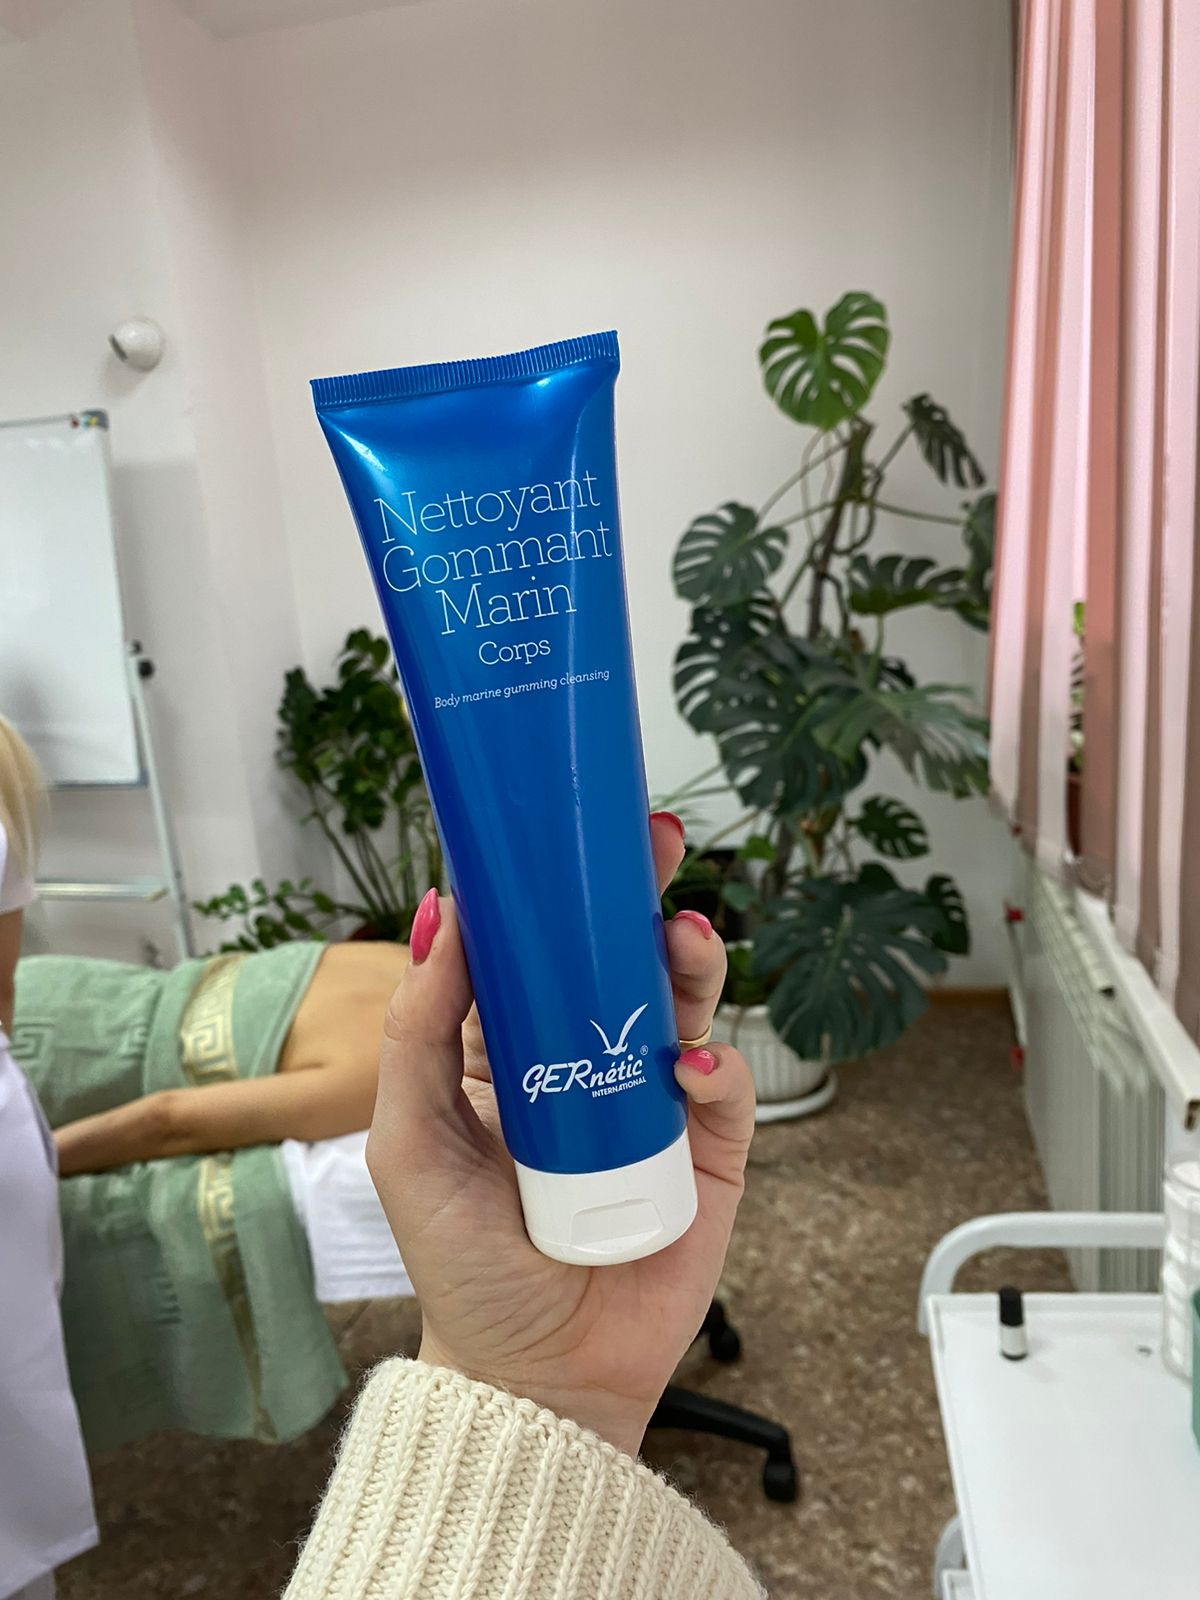 Nettoyant
Gommant
Marin
Corps
Body marine gumming cleansing
GERnétic®
INTERNATIONAL